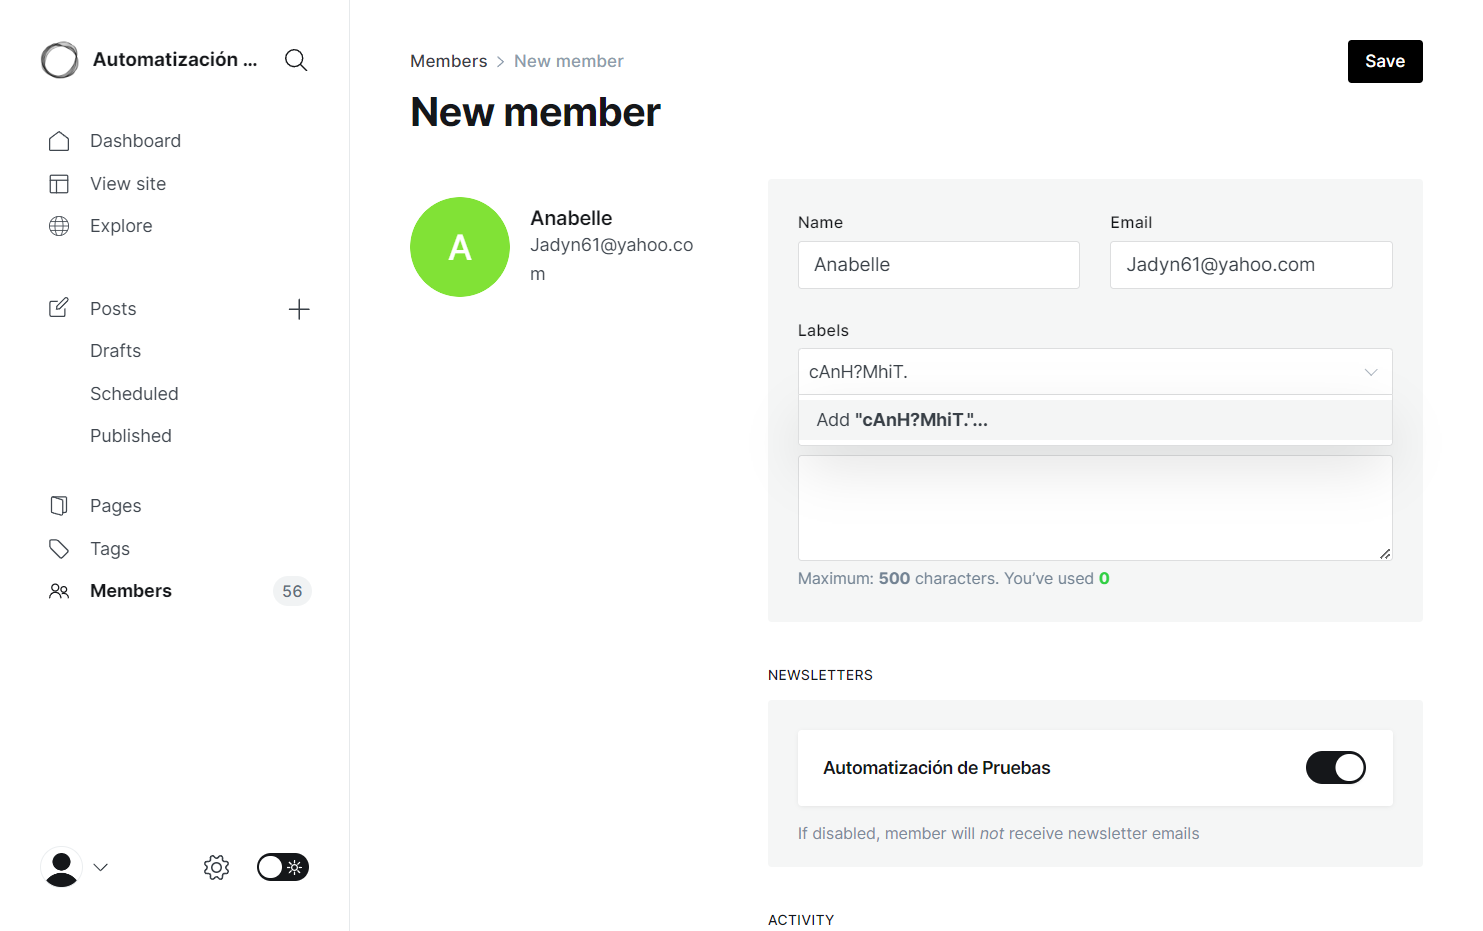 Automatización ...
Dashboard
View site
Explore
Posts
Drafts
Scheduled
Published
Pages
Tags
Members
56
Members > New member
Save
New member
A
Anabelle
Jadyn61@yahoo.co
m
Name
Email
Anabelle
Jadyn61@yahoo.com
Labels
cAnH?MhiT.
Add "cAnH?MhiT."...
Maximum: 500 characters. You’ve used 0
NEWSLETTERS
Automatización de Pruebas
If disabled, member will not receive newsletter emails
ACTIVITY